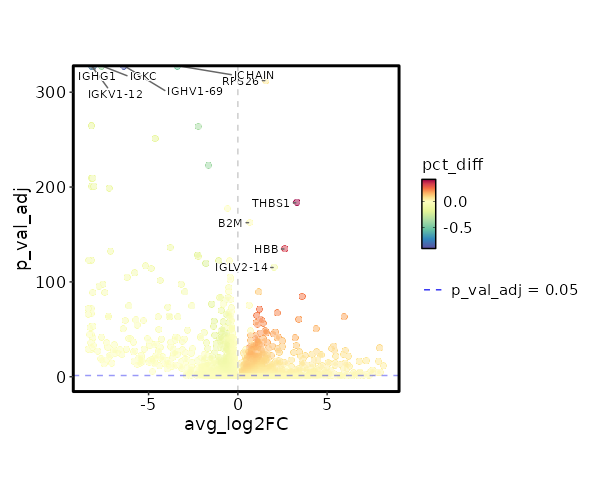 IGHG1
IGKC
JCHAIN
RPS26
IGKV1-12
IGHV1-69
300
200
100
0
THBS1
B2M
HBB
IGLV2-14
-5
0
5
avg_log2FC
p_val_adj
pct_diff
0.0
-0.5
p_val_adj = 0.05